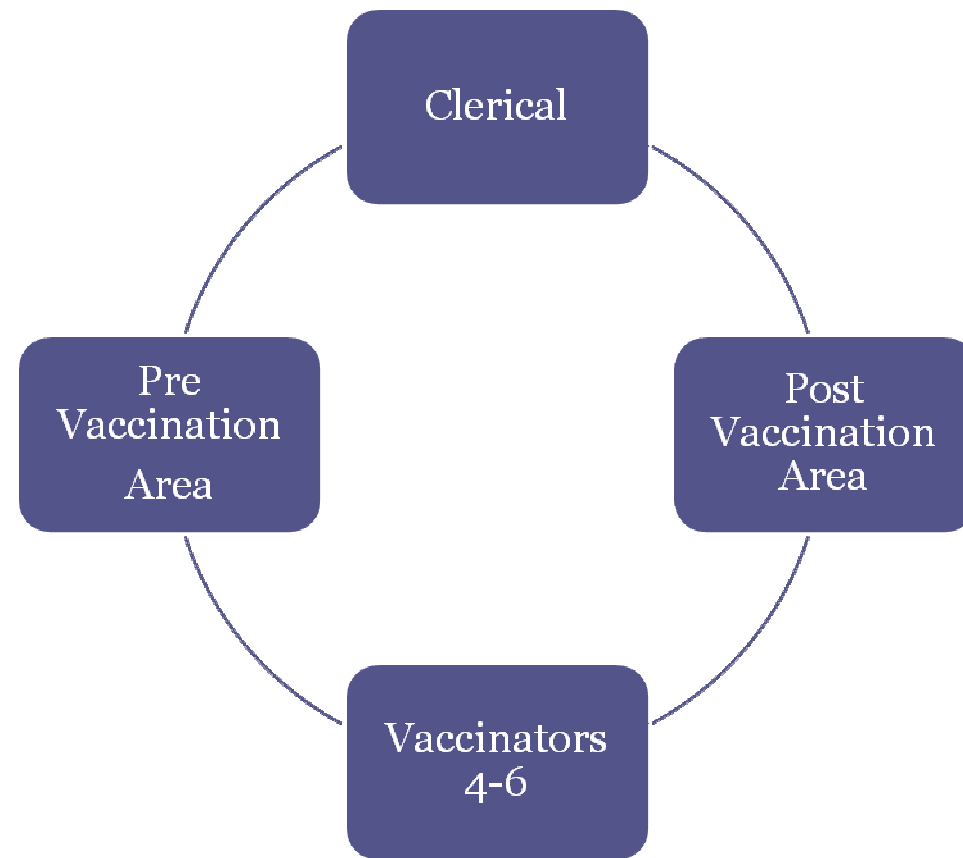 Clerical
Pre
Vaccination
Area
Post
Vaccination
Area
Vaccinators
4-6